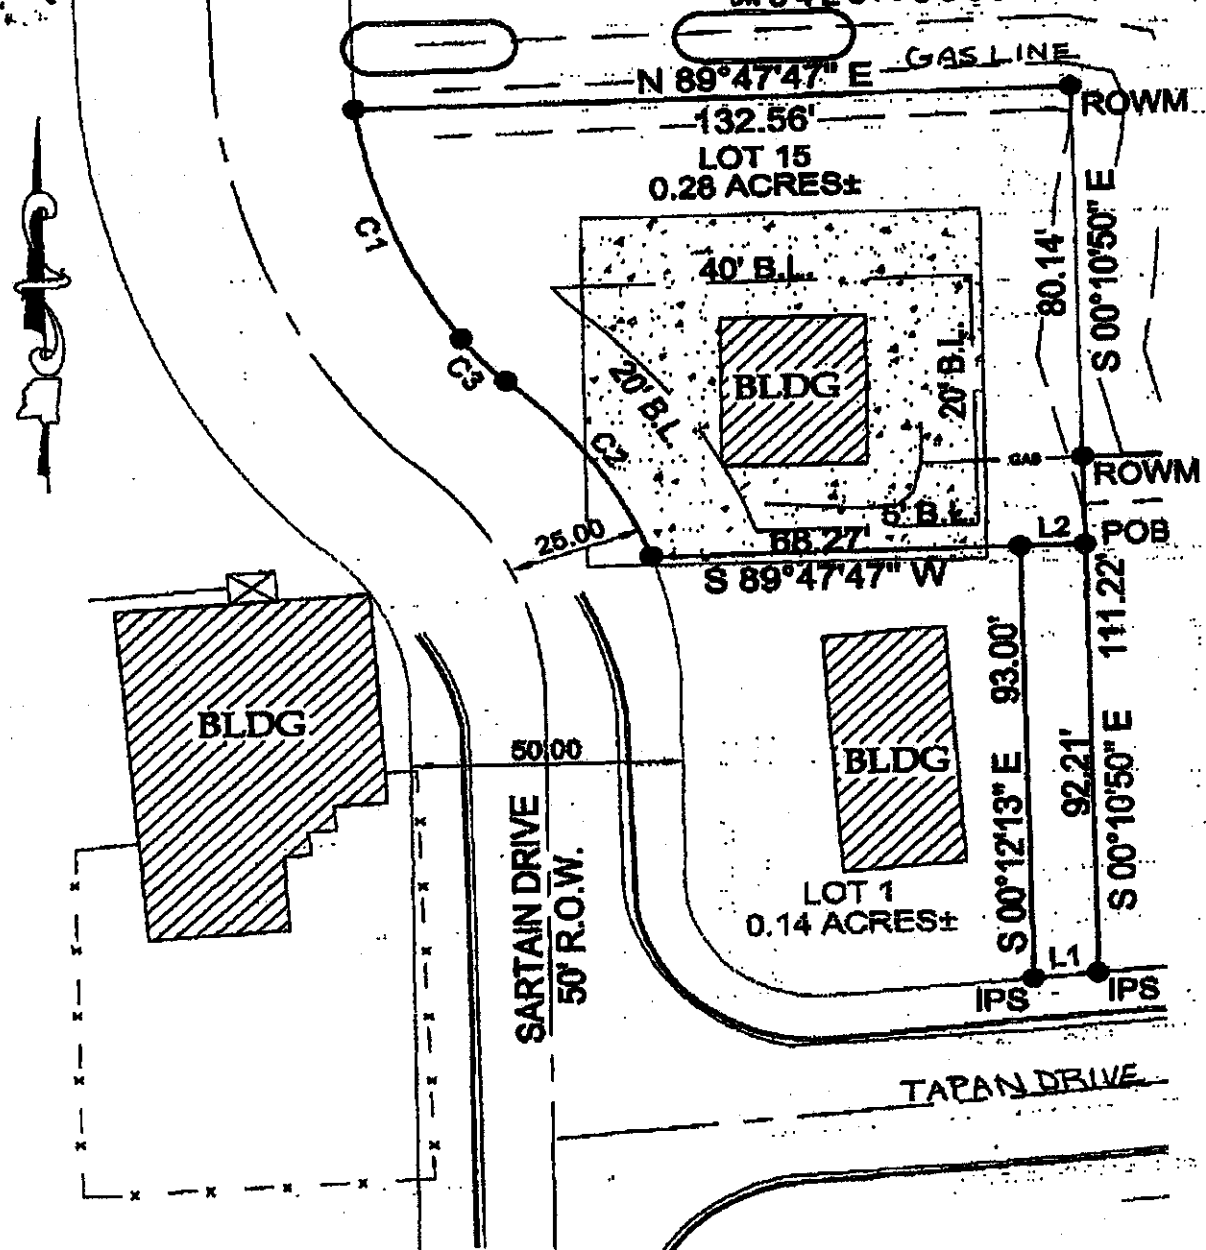 GAS LINE
N 89°47'47" E
ROWM
132.56'
LOT 15
0.28 ACRES±
C1
40' B.L.
80.14'
S 00°10'50" E
C3
20' B.L.
BLDG
20' B.L.
C2
GAS
ROWM
5' B.L.
25.00
L2
POB
68.27'
S 89°47'47" W
111.22'
93.00'
BLDG
50.00
BLDG
92.21'
S 00°12'13" E
S 00°10'50" E
SARTAIN DRIVE
50' R.O.W.
LOT 1
0.14 ACRES±
L1
IPS
IPS
TAPAN DRIVE